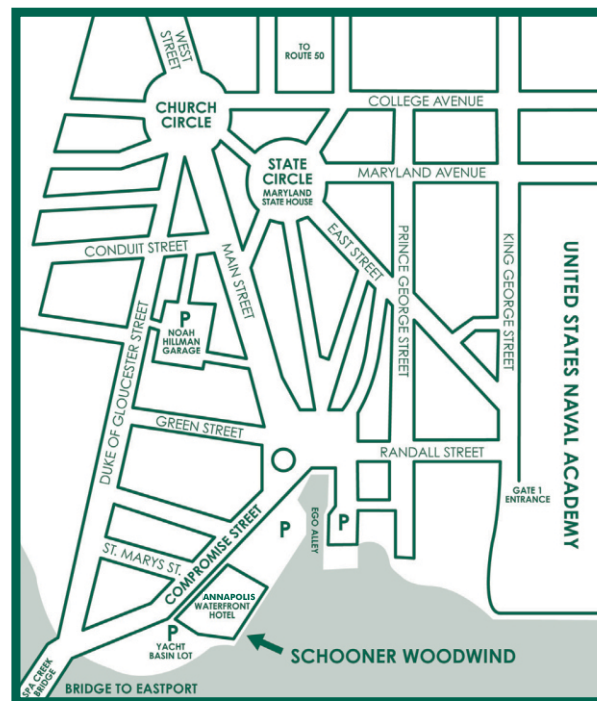 WEST
STREET
TO
ROUTE 50
COLLEGE AVENUE
CHURCH
CIRCLE
STATE
CIRCLE
MARYLAND
STATE HOUSE
MARYLAND AVENUE
CONDUIT STREET
MAIN STREET
EAST STREET
PRINCE GEORGE STREET
KING GEORGE STREET
UNITED STATES NAVAL ACADEMY
P
NOAH
HILLMAN
GARAGE
DUKE OF GLOUCESTER STREET
GREEN STREET
RANDALL STREET
GATE 1
ENTRANCE
P
EGO ALLEY
P
ST. MARYS ST.
COMPROMISE STREET
ANNAPOLIS
WATERFRONT
HOTEL
P
YACHT
BASIN LOT
SCHOONER WOODWIND
SPA CREEK
BRIDGE
BRIDGE TO EASTPORT